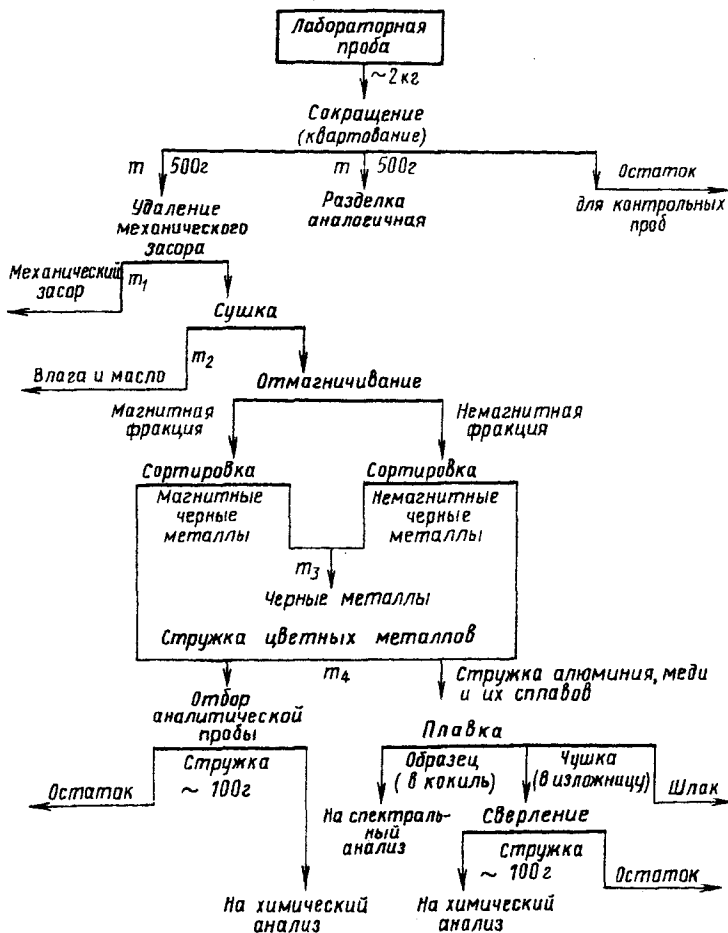 Лабораторная
проба
~2кг
Сокращение
(квартование)
m 500г
m 500г
Остаток
для контрольных
проб
Удаление
механического
засора
Разделка
аналогичная
Механический
засор
m₁
Сушка
m₂
Влага и масло
Отмагничивание
Магнитная
фракция
Немагнитная
фракция
Сортировка
Магнитные
черные
металлы
Сортировка
Немагнитные
черные
металлы
m₃
Черные металлы
Стружка цветных металлов
m₄
Отбор
аналитической
пробы
Стружка алюминия, меди
и их сплавов
Плавка
Остаток
Стружка
~ 100г
Образец
(в кокиль)
Чушка
(в изложницу)
Шлак
На спектраль-
ный
анализ
Сверление
Стружка
~ 100г
Остаток
На химический
анализ
На химический
анализ